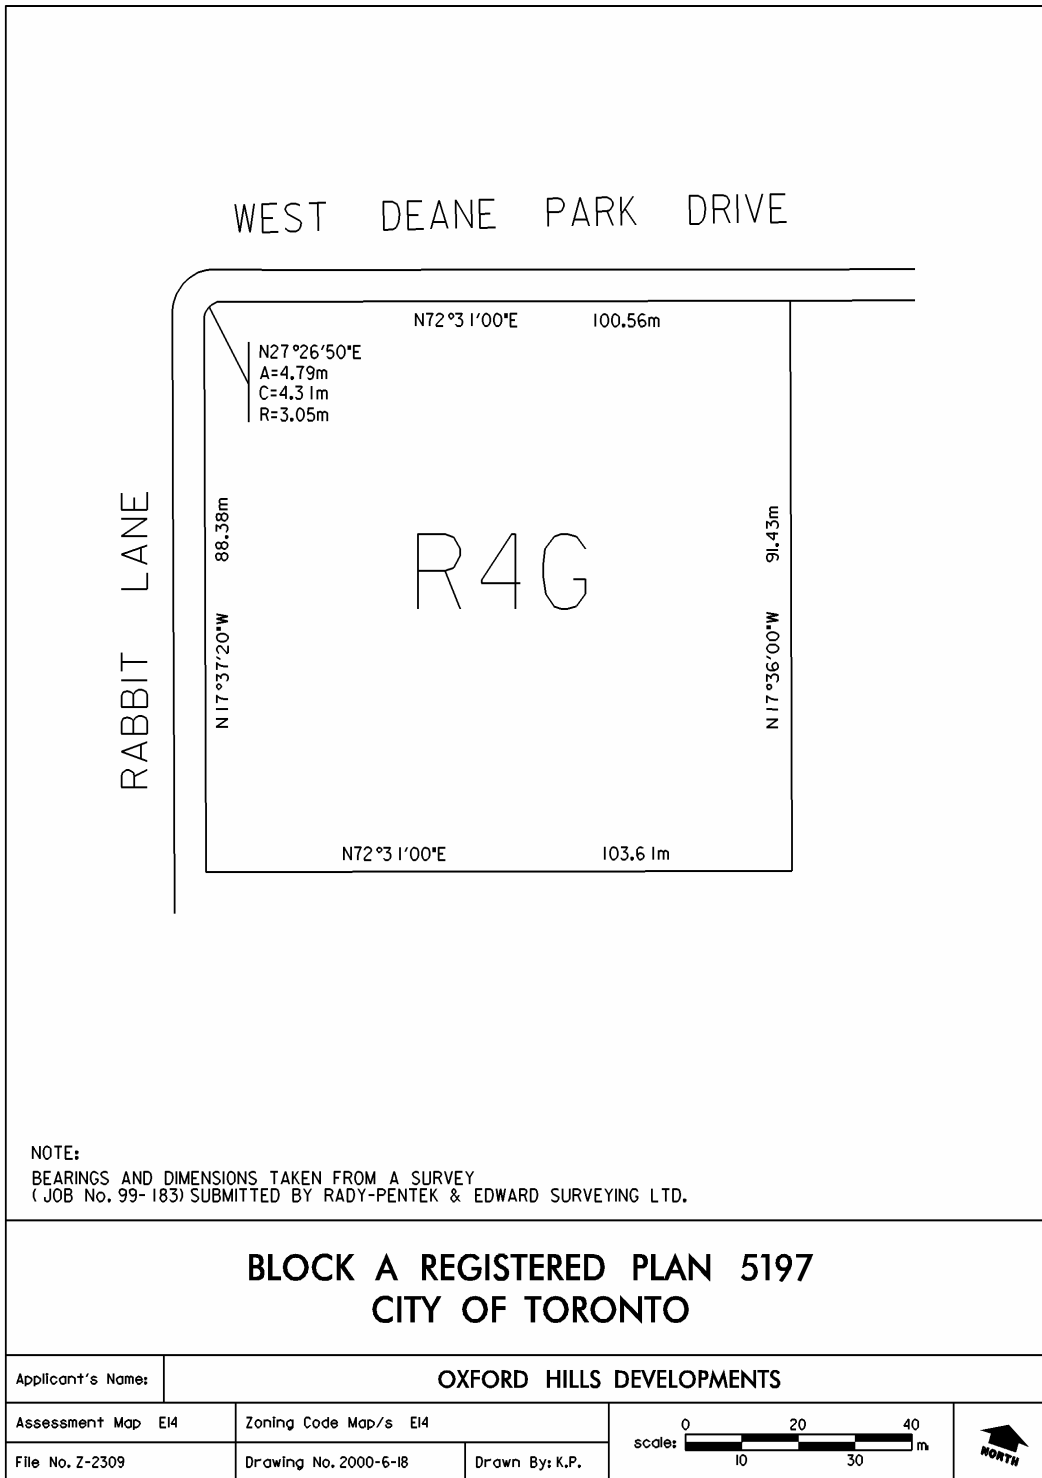 WEST DEANE PARK DRIVE
N72°31'00"E 100.56m
N27°26'50"E
A=4.79m
C=4.31m
R=3.05m
RABBIT LANE
N17°37'20"W 88.38m
R4G
N17°36'00"W 91.43m
N72°31'00"E 103.61m
NOTE:
BEARINGS AND DIMENSIONS TAKEN FROM A SURVEY
(JOB No. 99-183) SUBMITTED BY RADY-PENTEK & EDWARD SURVEYING LTD.
BLOCK A REGISTERED PLAN 5197
CITY OF TORONTO
Applicant's Name: OXFORD HILLS DEVELOPMENTS
Assessment Map E14 Zoning Code Map/s E14
File No. Z-2309 Drawing No. 2000-6-18 Drawn By: K.P.
0 20 40
scale: m
10 30
NORTH